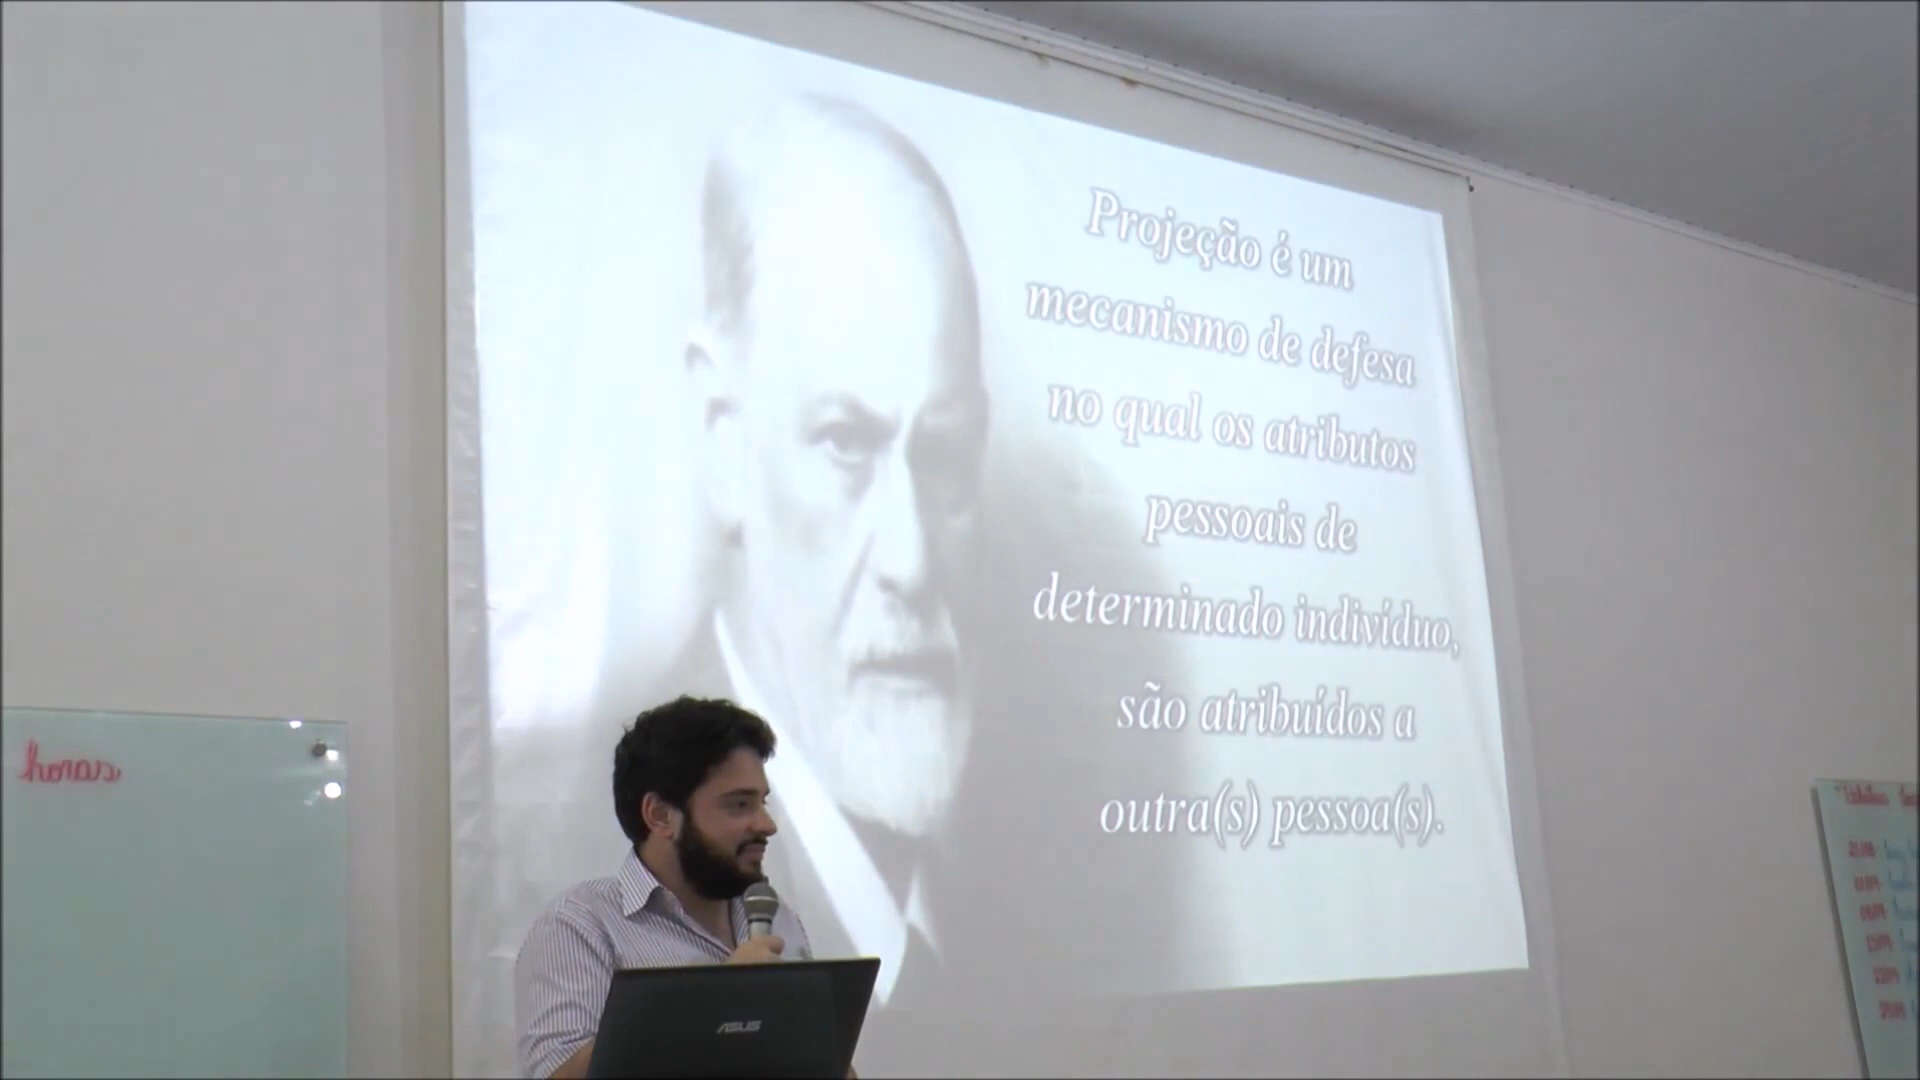 Projeção é um
mecanismo de defesa
no qual os atributos
pessoais de
determinado indivíduo,
são atribuídos a
outra(s) pessoa(s).
horas
ASUS